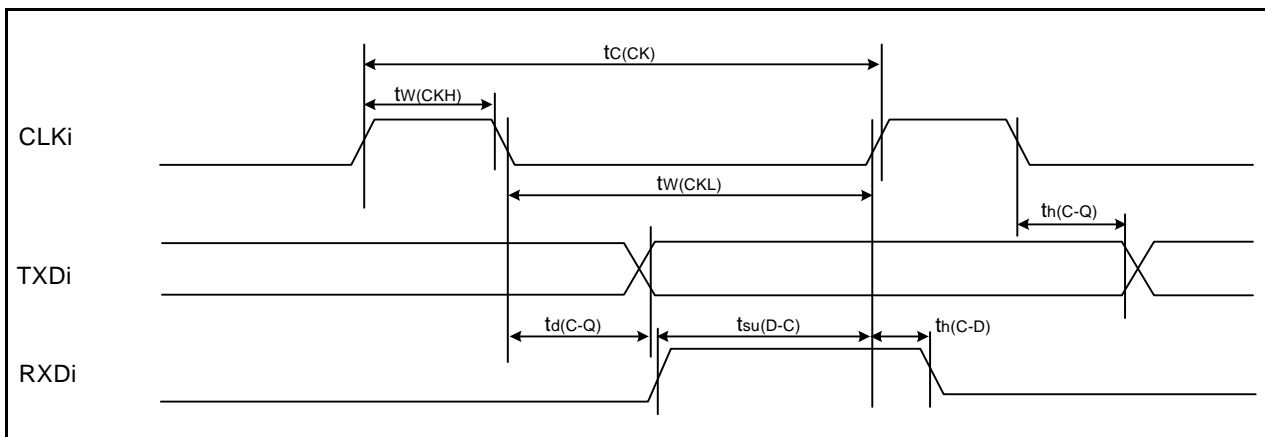 tC(CK)
tW(CKH)
CLKi
tW(CKL)
th(C-Q)
TXDi
td(C-Q)
tsu(D-C)
th(C-D)
RXDi